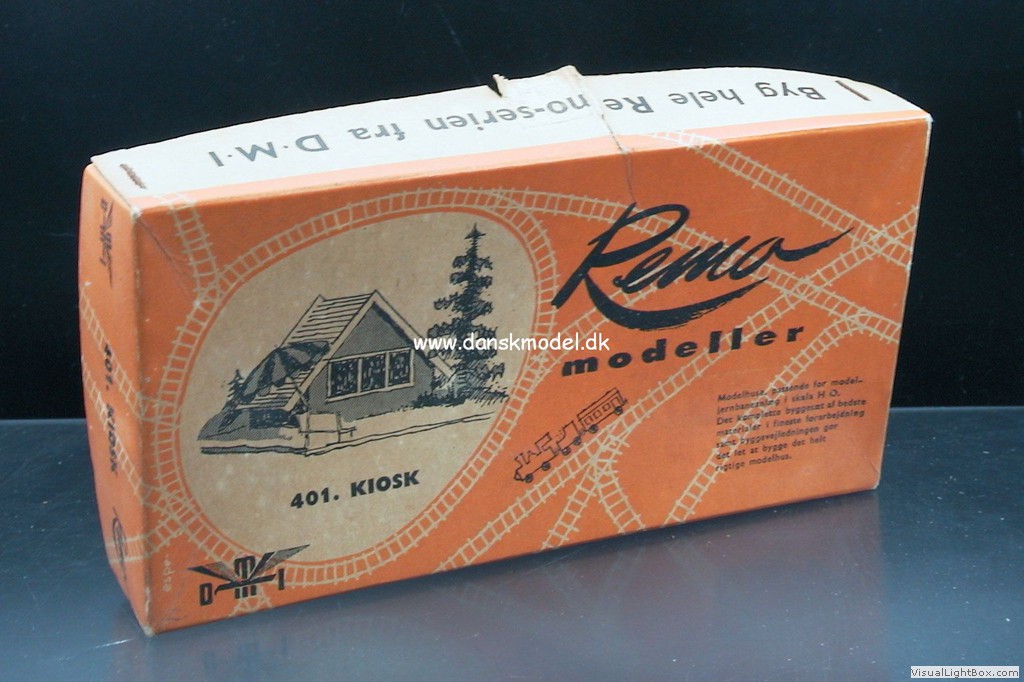 Byg hele Remo-serien fra D·M·I
Remo
modeller
www.danskmodel.dk
Modelhuse, passende for model-
jernbaneanlæg i skala H O.
Det komplette byggesæt af bedste
materialer i fineste forarbejdning
samt byggevejledningen gør
det let at bygge det helt
rigtige modelhus.
401. KIOSK
DMI
401. KIOSK
VisualLightBox.com